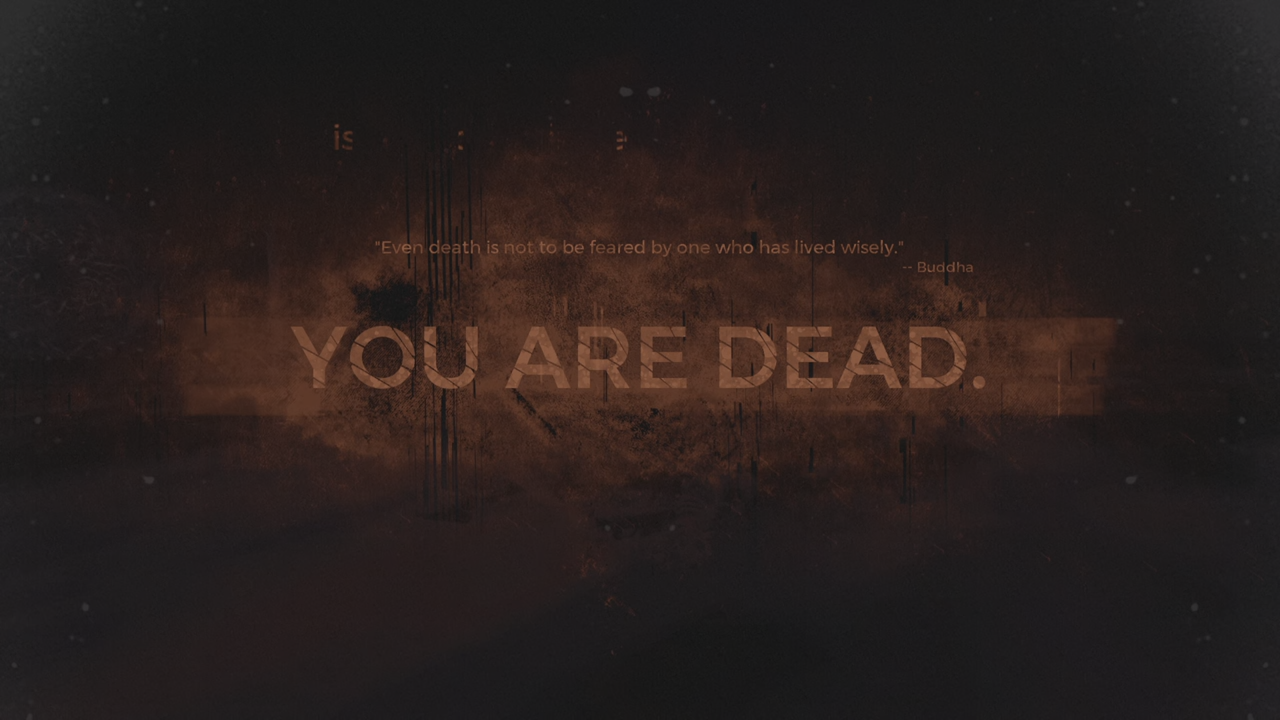 is
"Even death is not to be feared by one who has lived wisely."
-- Buddha
YOU ARE DEAD.